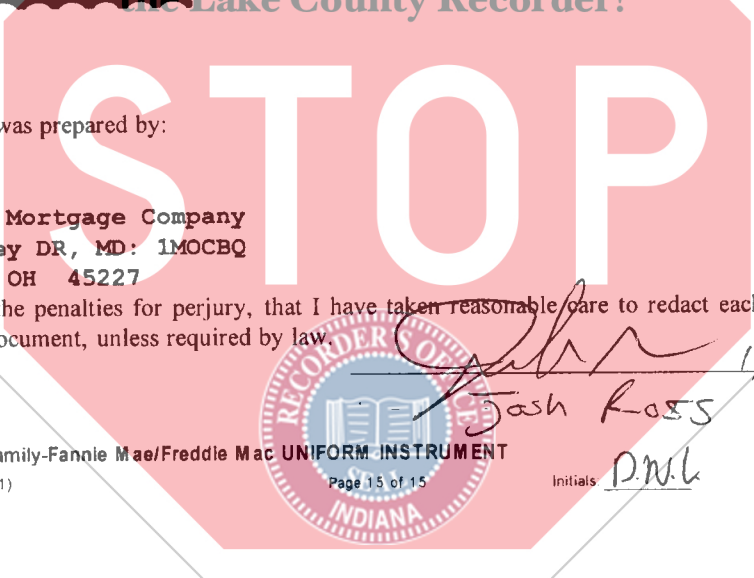 the Lake County Recorder!
STOP
was prepared by:
Mortgage Company
ey DR, MD: 1MOCBQ
OH 45227
he penalties for perjury, that I have taken reasonable care to redact each
ocument, unless required by law.
RECORDER'S OFFICE
Josh Ross
amily-Fannie Mae/Freddie Mac UNIFORM INSTRUMENT
1) Page 15 of 15 Initials D.W.L
SEAL
INDIANA